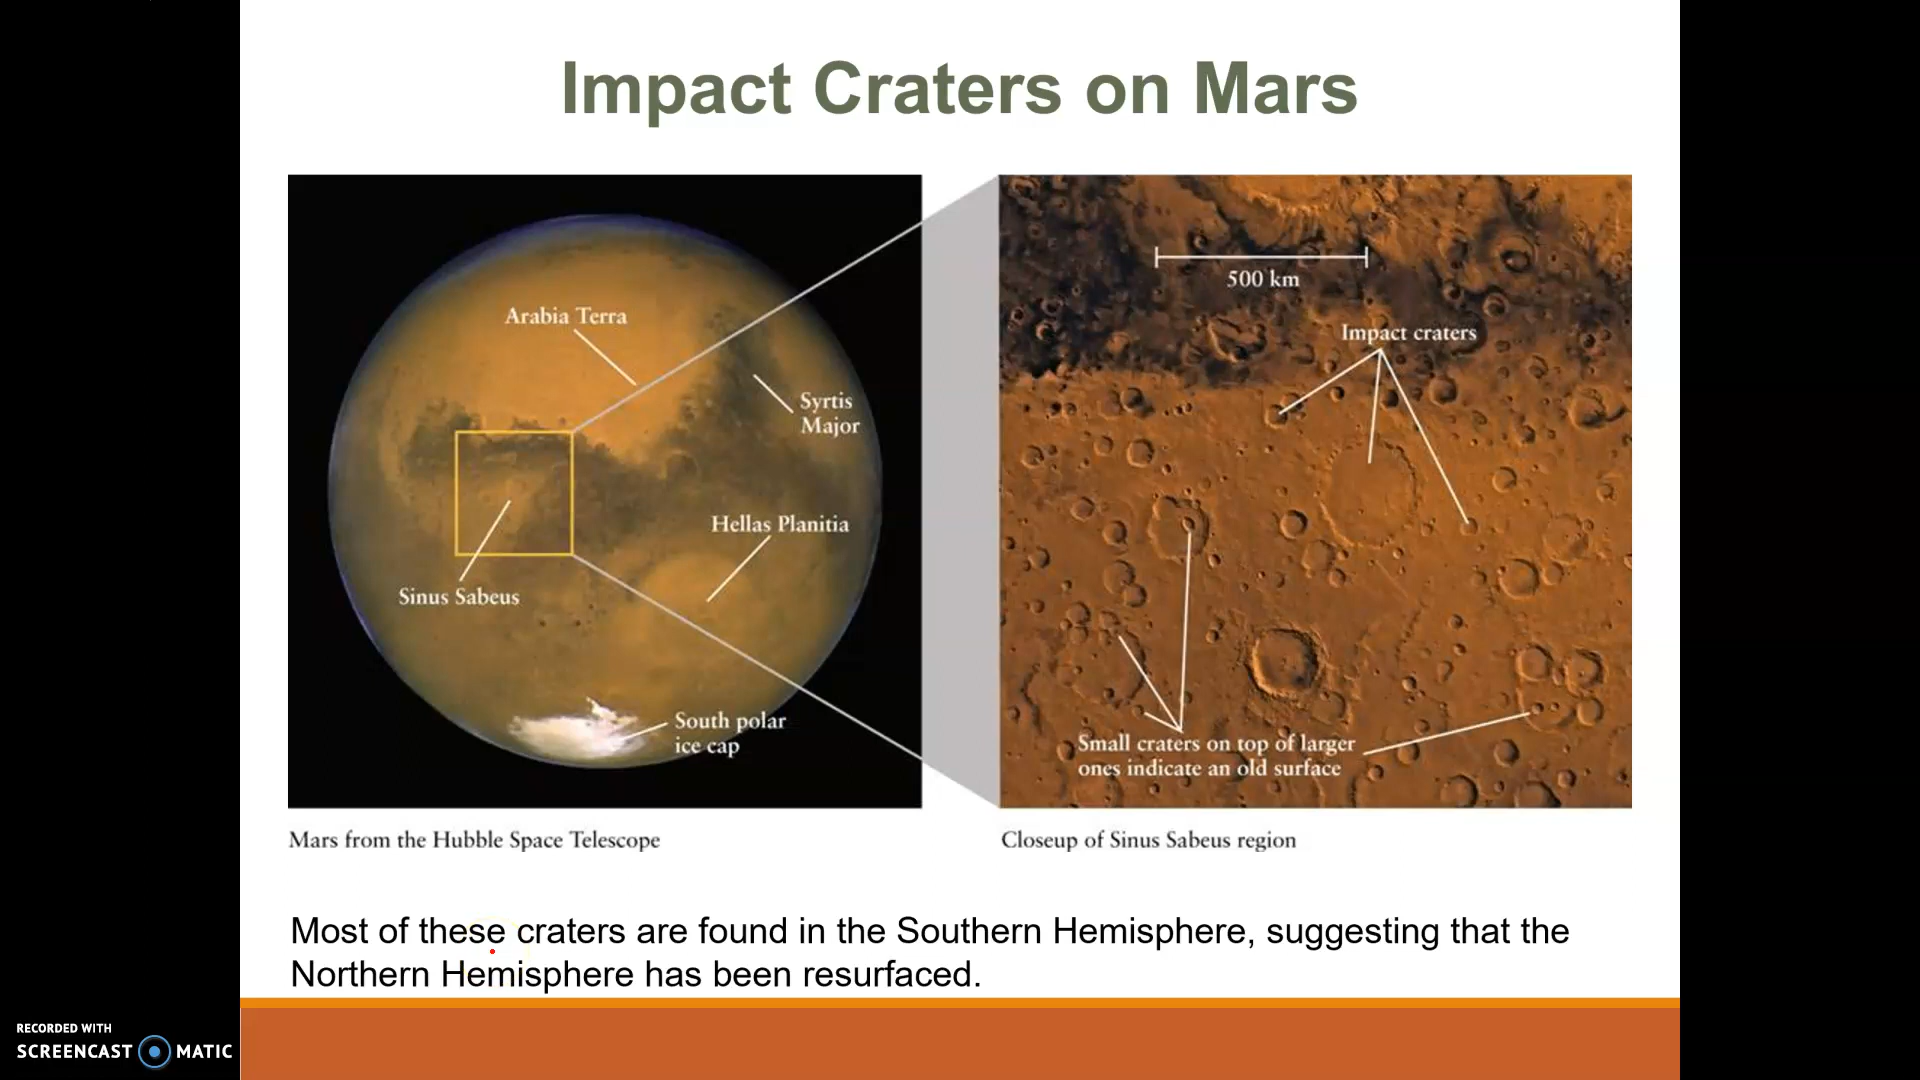 Impact Craters on Mars
Arabia Terra
Syrtis
Major
Hellas Planitia
Sinus Sabeus
South polar
ice cap
500 km
Impact craters
Small craters on top of larger
ones indicate an old surface
Mars from the Hubble Space Telescope
Closeup of Sinus Sabeus region
Most of these craters are found in the Southern Hemisphere, suggesting that the
Northern Hemisphere has been resurfaced.
RECORDED WITH
SCREENCAST MATIC